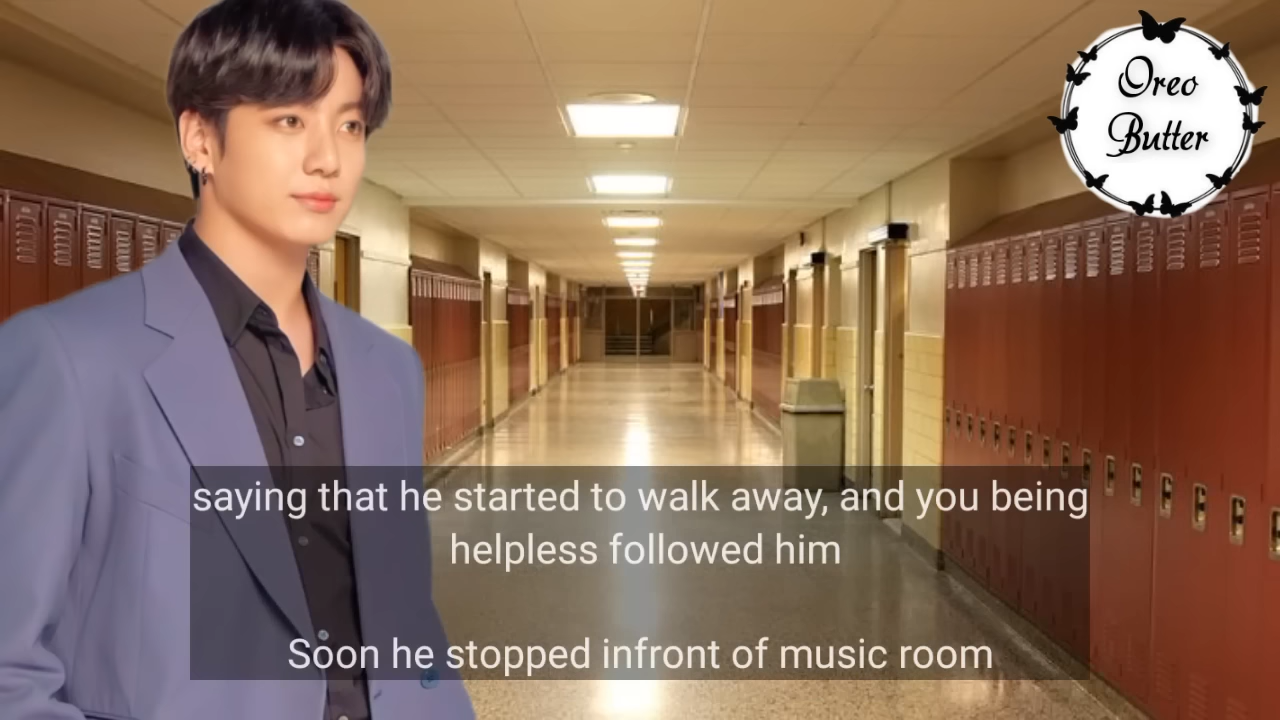 Oreo
Butter
saying that he started to walk away, and you being
helpless followed him
Soon he stopped infront of music room